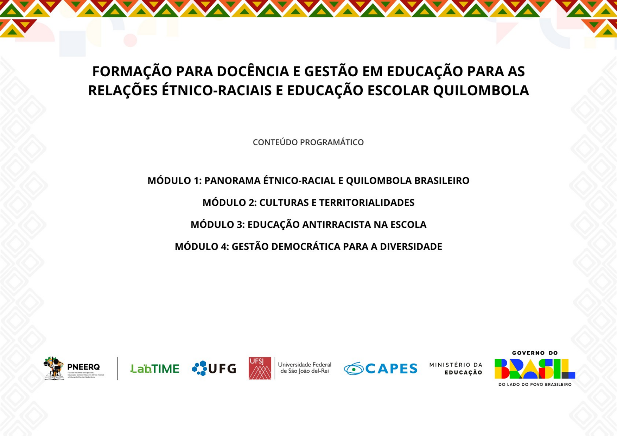 FORMAÇÃO PARA DOCÊNCIA E GESTÃO EM EDUCAÇÃO PARA AS
RELAÇÕES ÉTNICO-RACIAIS E EDUCAÇÃO ESCOLAR QUILOMBOLA
CONTEÚDO PROGRAMÁTICO
MÓDULO 1: PANORAMA ÉTNICO-RACIAL E QUILOMBOLA BRASILEIRO
MÓDULO 2: CULTURAS E TERRITORIALIDADES
MÓDULO 3: EDUCAÇÃO ANTIRRACISTA NA ESCOLA
MÓDULO 4: GESTÃO DEMOCRÁTICA PARA A DIVERSIDADE
PNEERQ
LabTIME
UFG
UFSJ
Universidade Federal
de São João del-Rei
CAPES
MINISTÉRIO DA
EDUCAÇÃO
GOVERNO DO
BRASIL
DO LADO DO POVO BRASILEIRO